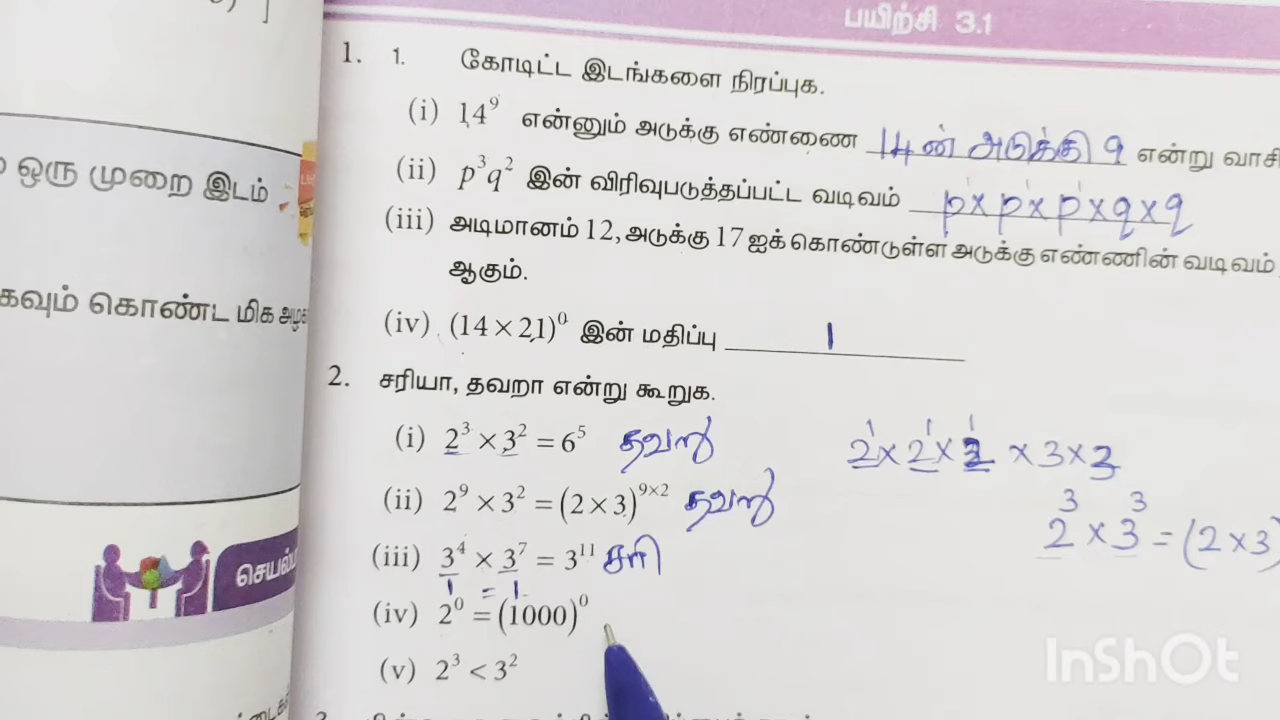 பயிற்சி 3.1
ஒரு முறை இடம்
கவும் கொண்ட மிக
1. 1. கோடிட்ட இடங்களை நிரப்புக.
(i) 14⁹ என்னும் அடுக்கு எண்ணை 14ன் அடுக்கு 9 என்று வாசி
(ii) p³q² இன் விரிவுபடுத்தப்பட்ட வடிவம் p×p×p×q×q
(iii) அடிமானம் 12, அடுக்கு 17 ஐக் கொண்டுள்ள அடுக்கு எண்ணின் வடிவம்
ஆகும்.
(iv) (14 × 21)⁰ இன் மதிப்பு 1
2. சரியா, தவறா என்று கூறுக.
(i) 2³ × 3² = 6⁵ தவறு
2×2×2 ×3×3
(ii) 2⁹ × 3² = (2 × 3)⁹ˣ² தவறு
2³ × 3³ = (2×3)
(iii) 3⁴ × 3⁷ = 3¹¹ சரி
1 = 1
(iv) 2⁰ = (1000)⁰
(v) 2³ < 3²
InShOt